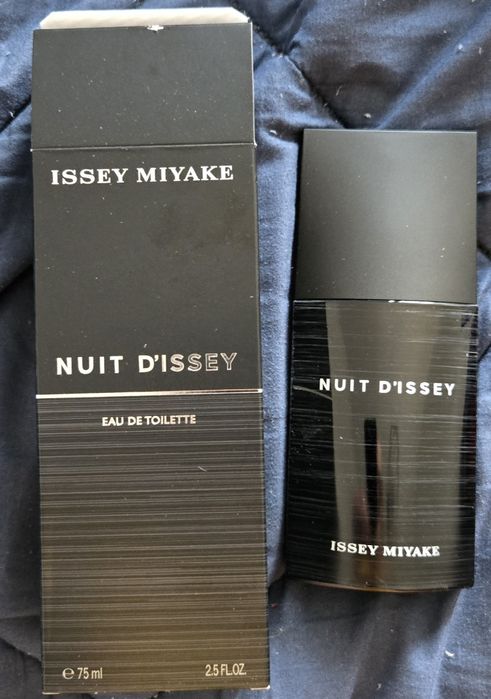 ISSEY MIYAKE
NUIT D'ISSEY
EAU DE TOILETTE
℮ 75 ml 2.5 FL.OZ.
NUIT D'ISSEY
ISSEY MIYAKE